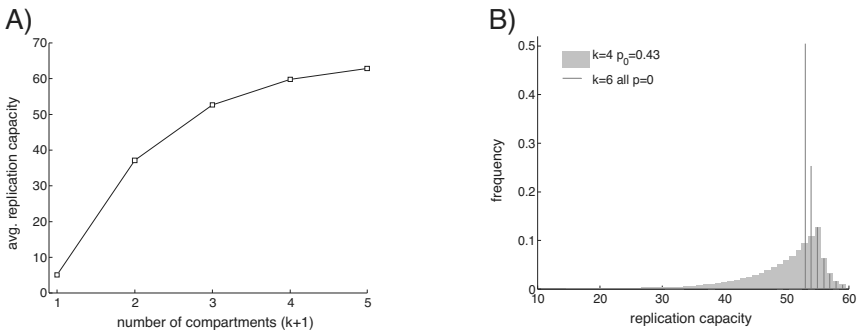 A)
70
60
50
40
30
20
10
0
avg. replication capacity
1 2 3 4 5
number of compartments (k+1)
B)
0.5
0.4
0.3
0.2
0.1
0
frequency
k=4 p₀=0.43
k=6 all p=0
10 20 30 40 50 60
replication capacity